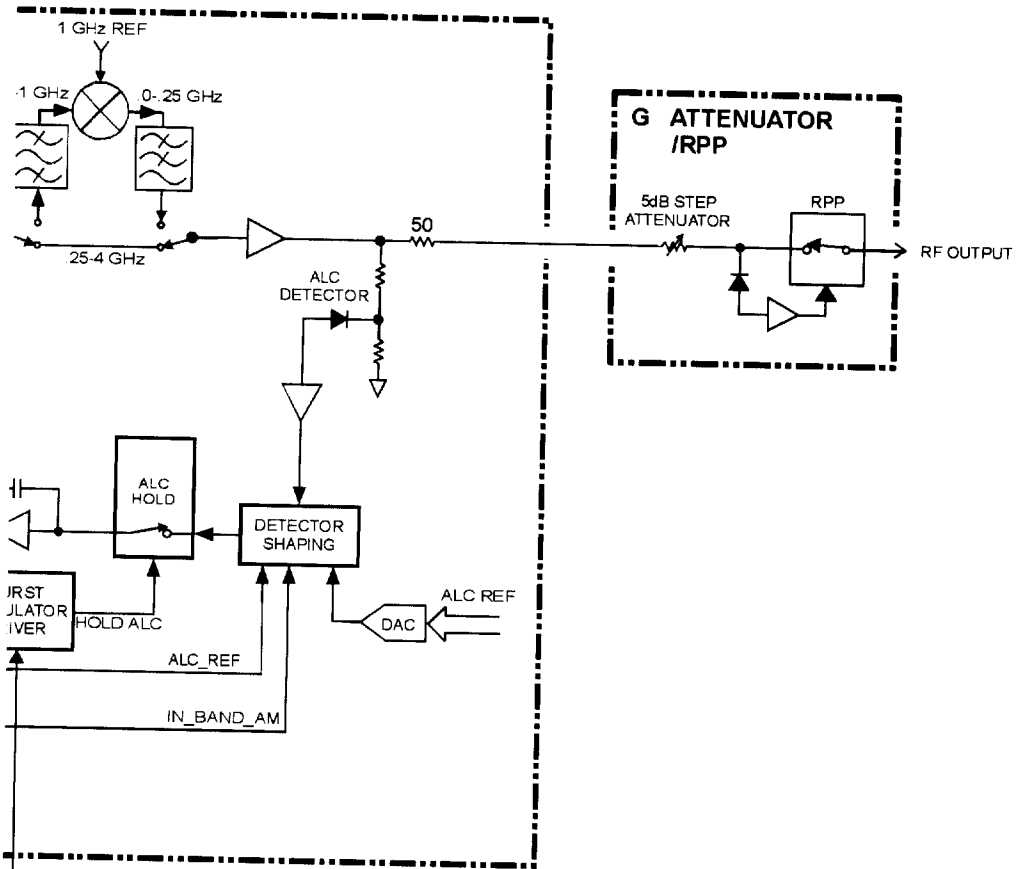 1 GHz REF
.1 GHz
0-.25 GHz
.25-4 GHz
50
ALC
DETECTOR
G ATTENUATOR
/RPP
5dB STEP
ATTENUATOR
RPP
RF OUTPUT
ALC
HOLD
DETECTOR
SHAPING
ALC REF
DAC
HOLD ALC
ALC_REF
IN_BAND_AM